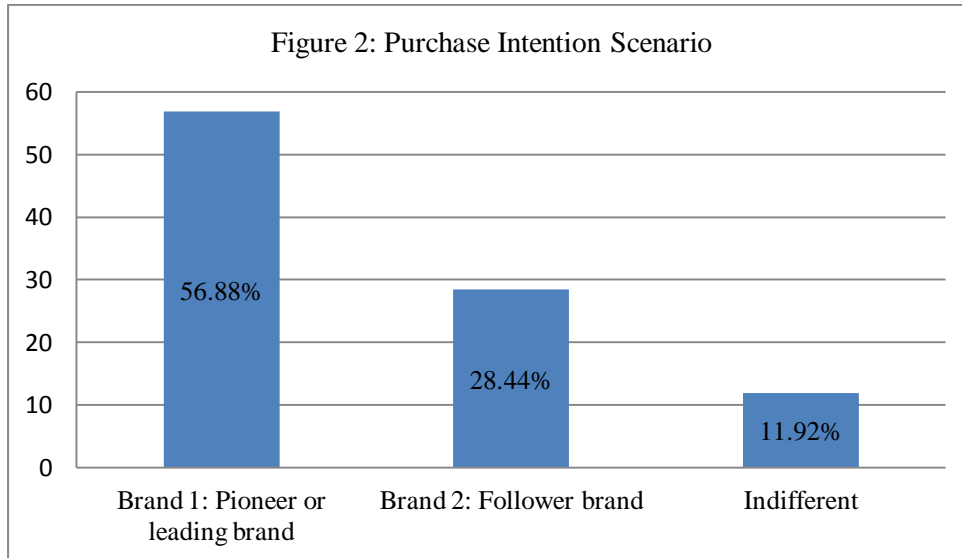 Figure 2: Purchase Intention Scenario
60
50
40
30
20
10
0
56.88%
28.44%
11.92%
Brand 1: Pioneer or
leading brand
Brand 2: Follower brand
Indifferent